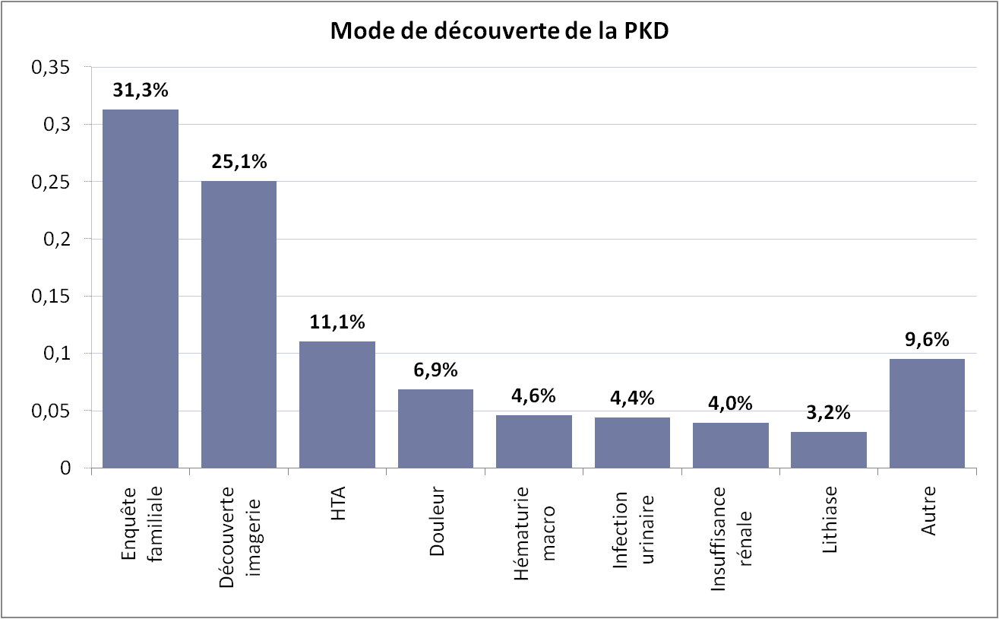 Mode de découverte de la PKD
0,35
0,3
0,25
0,2
0,15
0,1
0,05
0
31,3%
25,1%
11,1%
6,9%
4,6%
4,4%
4,0%
3,2%
9,6%
Enquête
familiale
Découverte
imagerie
HTA
Douleur
Hématurie
macro
Infection
urinaire
Insuffisance
rénale
Lithiase
Autre